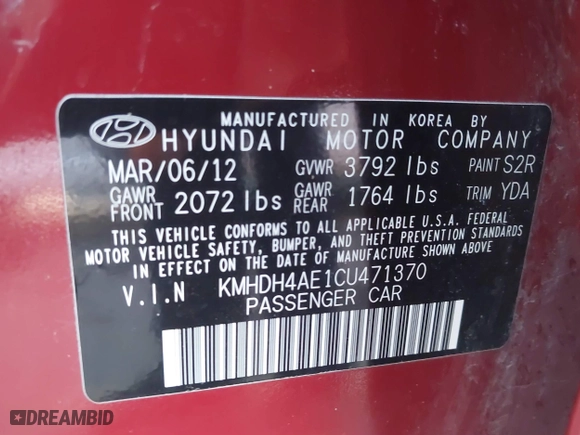 MANUFACTURED IN KOREA BY
HYUNDAI MOTOR COMPANY
MAR/06/12 GVWR 3792 lbs PAINT S2R
GAWR FRONT 2072 lbs GAWR REAR 1764 lbs TRIM YDA
THIS VEHICLE CONFORMS TO ALL APPLICABLE U.S.A. FEDERAL
MOTOR VEHICLE SAFETY, BUMPER, AND THEFT PREVENTION STANDARDS
IN EFFECT ON THE DATE OF MANUFACTURE SHOWN ABOVE.
V.I.N KMHDH4AE1CU471370
PASSENGER CAR
DREAMBID